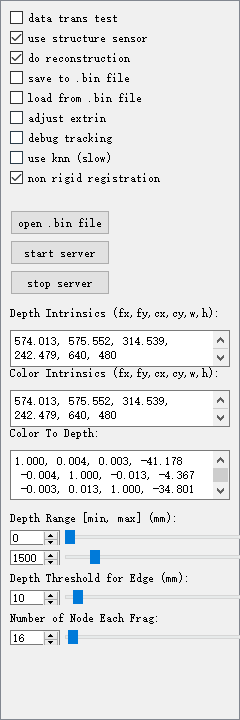 data trans test
use structure sensor
do reconstruction
save to .bin file
load from .bin file
adjust extrin
debug tracking
use knn (slow)
non rigid registration
open .bin file
start server
stop server
Depth Intrinsics (fx,fy,cx,cy,w,h):
574.013, 575.552, 314.539,
242.479, 640, 480
Color Intrinsics (fx,fy,cx,cy,w,h):
574.013, 575.552, 314.539,
242.479, 640, 480
Color To Depth:
1.000, 0.004, 0.003, -41.178
-0.004, 1.000, -0.013, -4.367
-0.003, 0.013, 1.000, -34.801
Depth Range [min, max] (mm):
0
1500
Depth Threshold for Edge (mm):
10
Number of Node Each Frag:
16